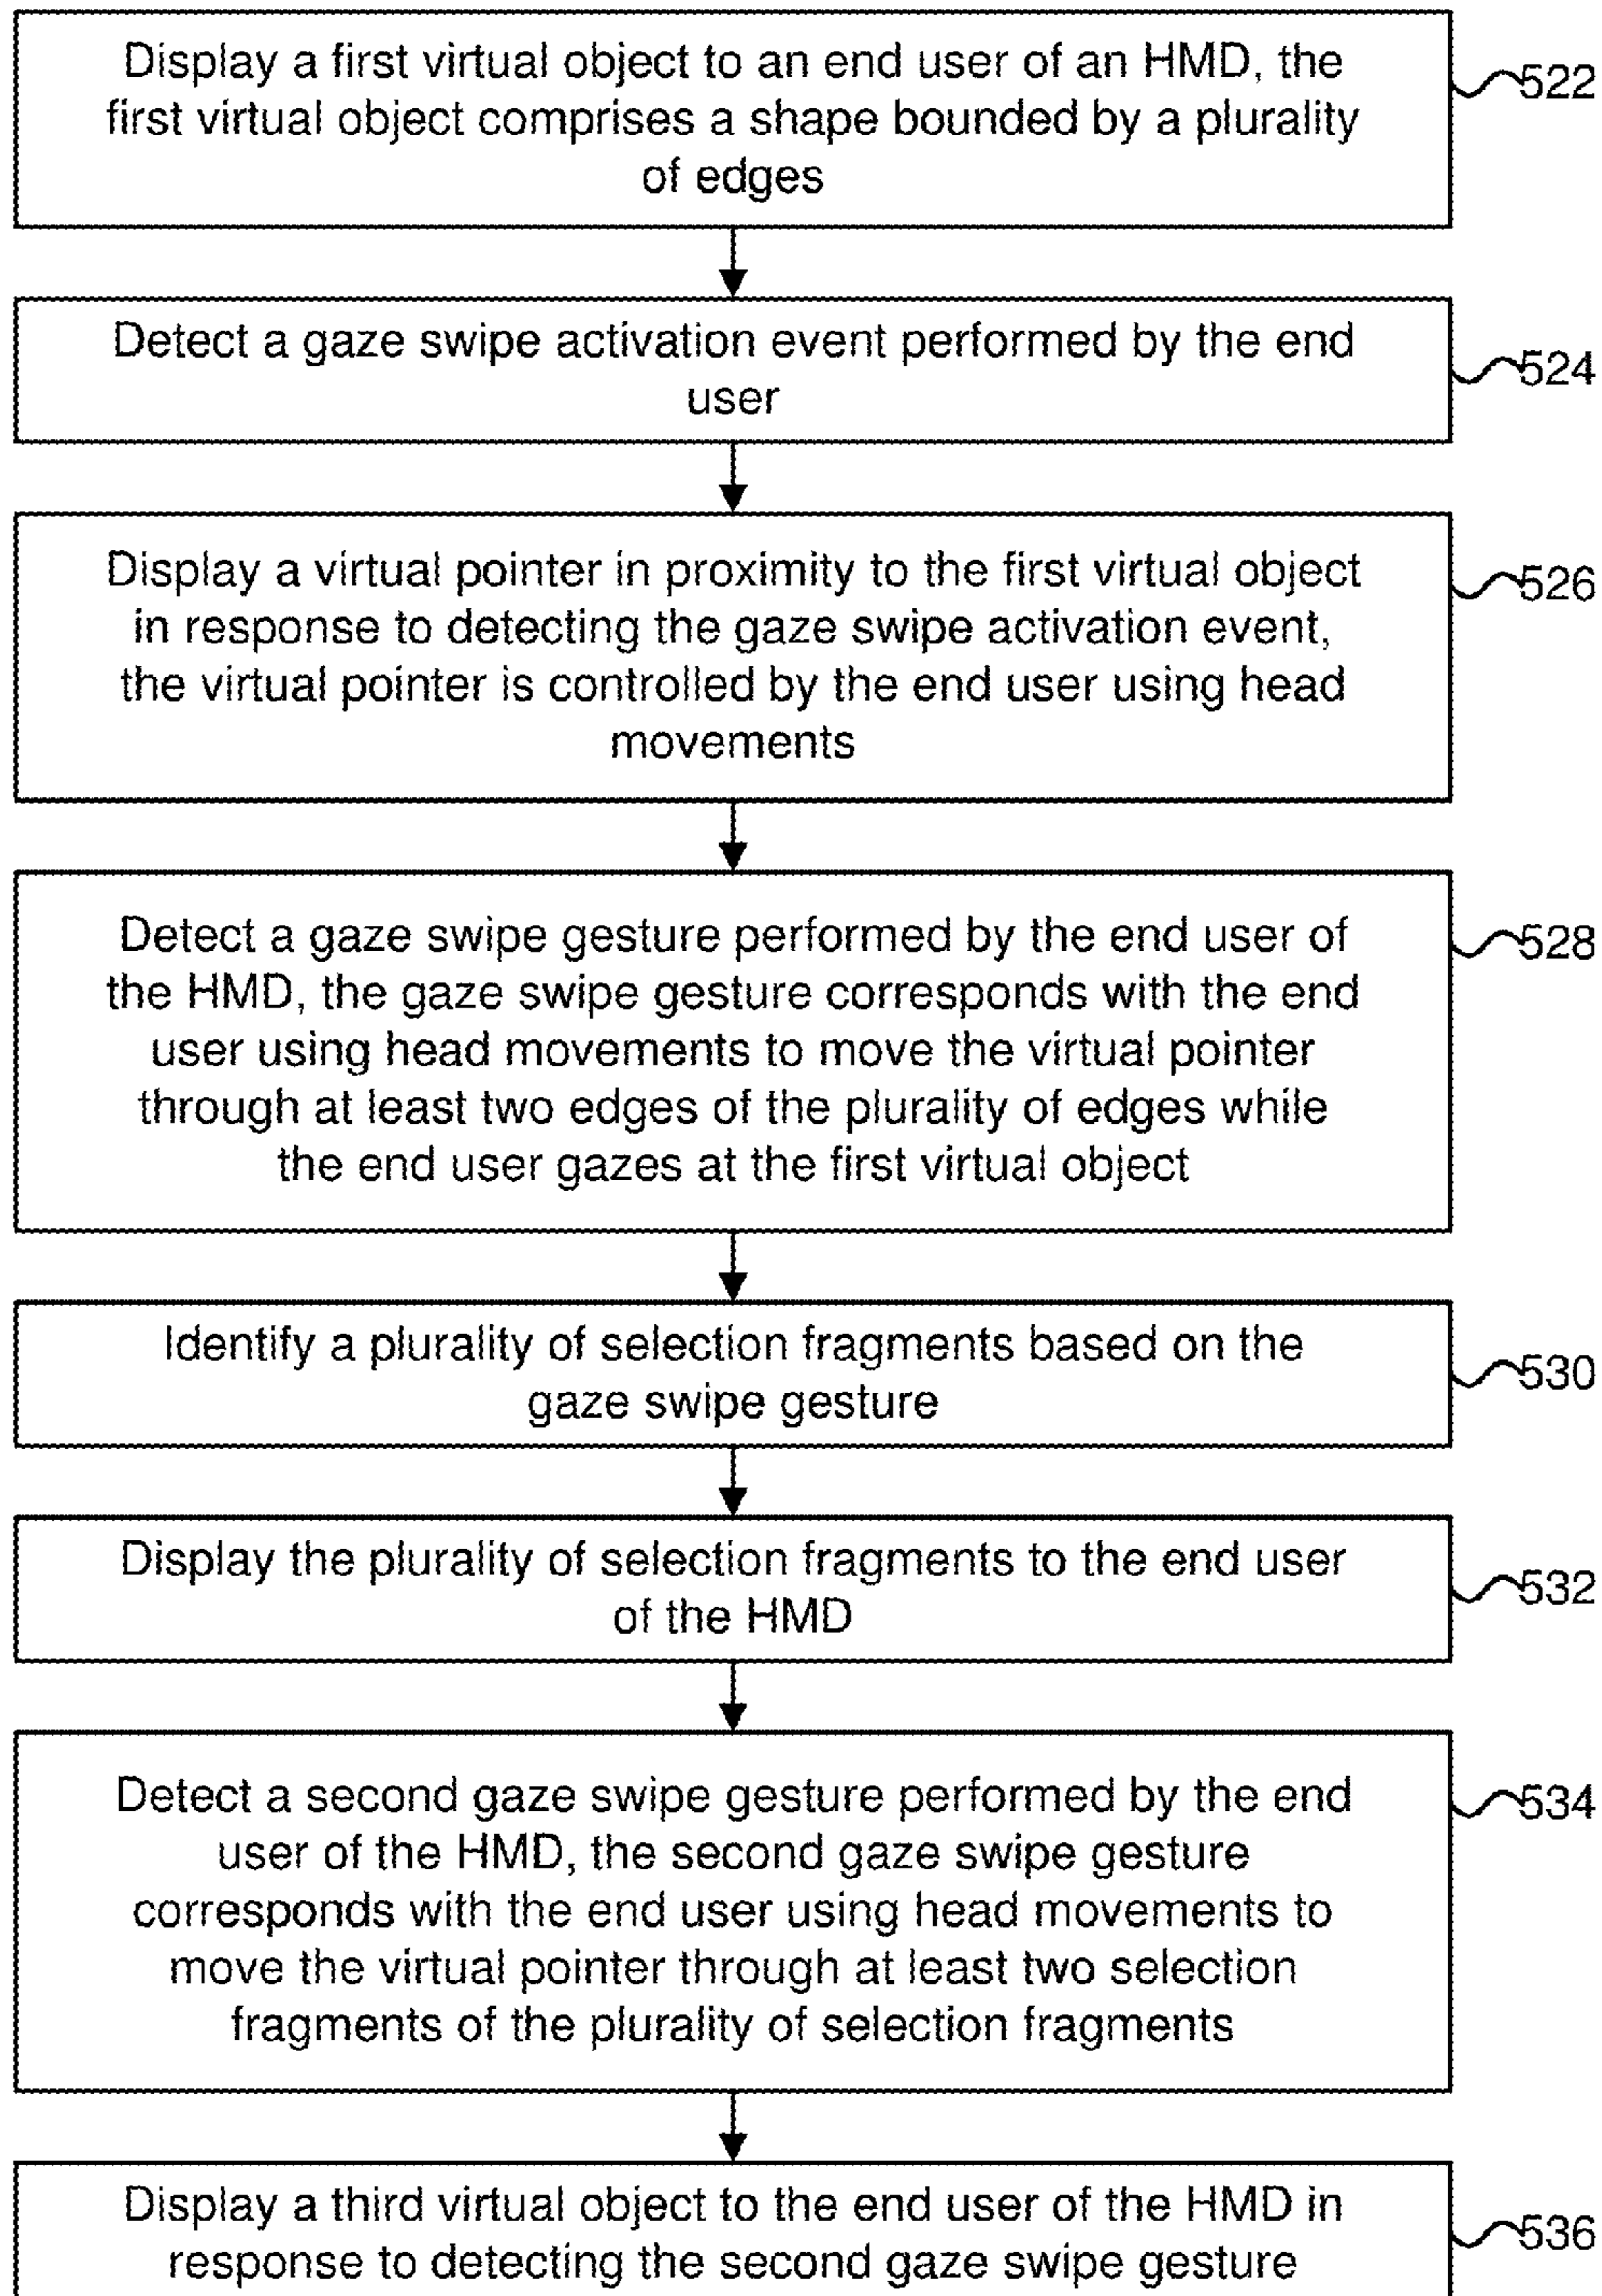 Display a first virtual object to an end user of an HMD, the
first virtual object comprises a shape bounded by a plurality
of edges
522
Detect a gaze swipe activation event performed by the end
user
524
Display a virtual pointer in proximity to the first virtual object
in response to detecting the gaze swipe activation event,
the virtual pointer is controlled by the end user using head
movements
526
Detect a gaze swipe gesture performed by the end user of
the HMD, the gaze swipe gesture corresponds with the end
user using head movements to move the virtual pointer
through at least two edges of the plurality of edges while
the end user gazes at the first virtual object
528
Identify a plurality of selection fragments based on the
gaze swipe gesture
530
Display the plurality of selection fragments to the end user
of the HMD
532
Detect a second gaze swipe gesture performed by the end
user of the HMD, the second gaze swipe gesture
corresponds with the end user using head movements to
move the virtual pointer through at least two selection
fragments of the plurality of selection fragments
534
Display a third virtual object to the end user of the HMD in
response to detecting the second gaze swipe gesture
536